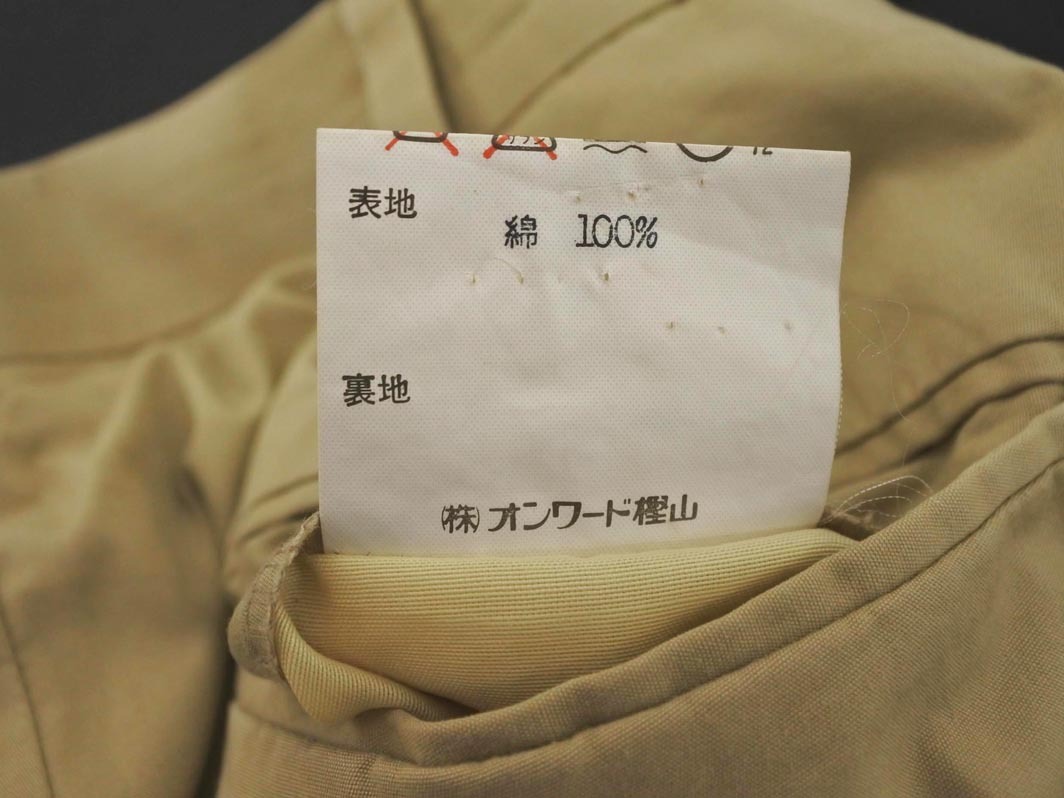 表地
綿 100%
裏地
㈱オンワード樫山